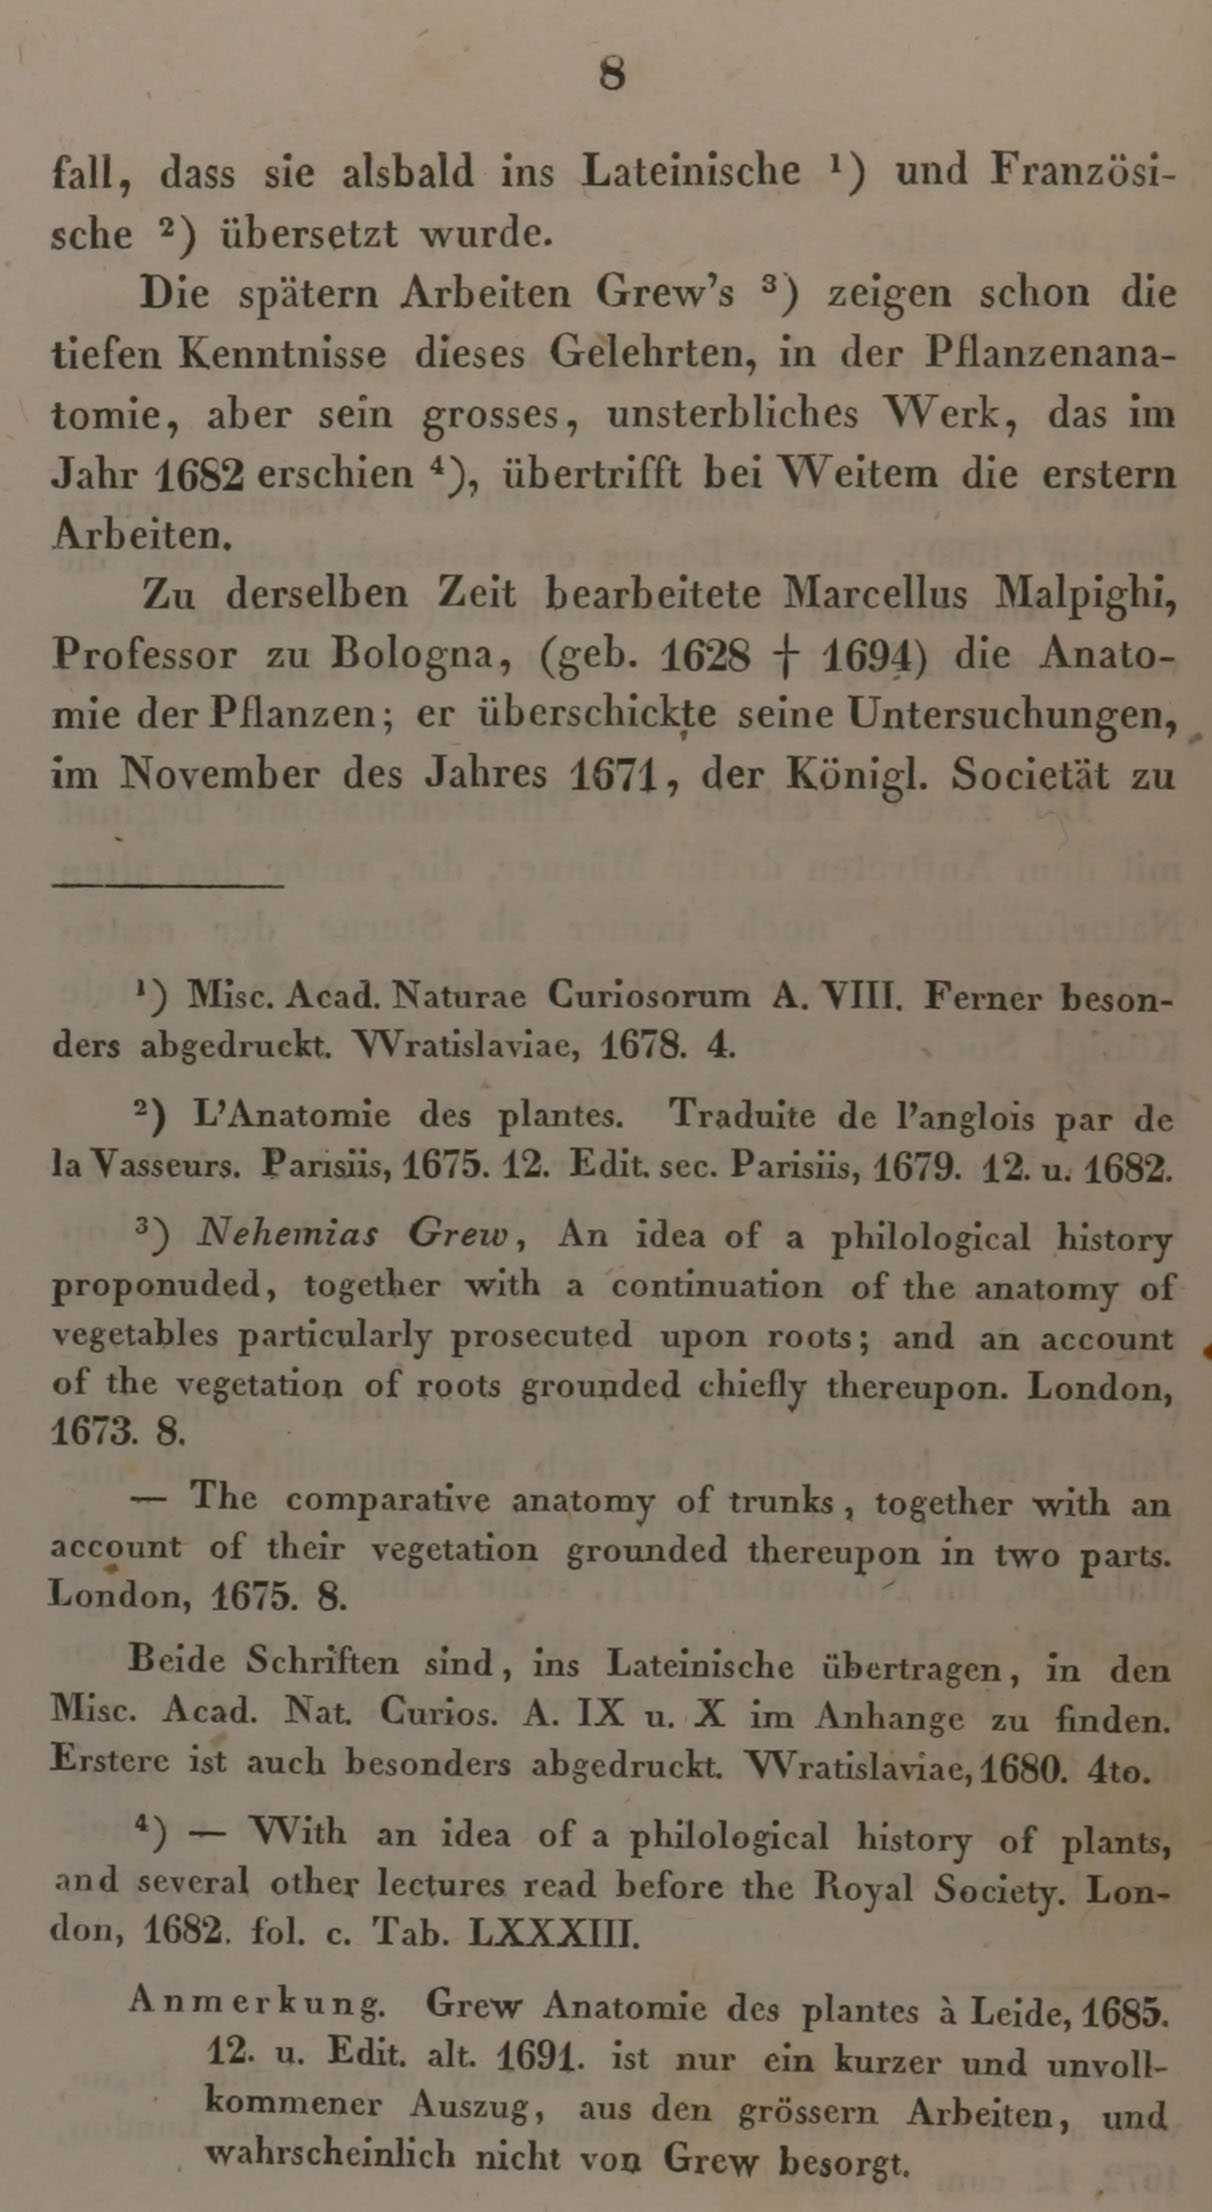 8
fall, dass sie alsbald ins Lateinische ¹) und Französi-
sche ²) übersetzt wurde.
Die spätern Arbeiten Grew's ³) zeigen schon die
tiefen Kenntnisse dieses Gelehrten, in der Pflanzenana-
tomie, aber sein grosses, unsterbliches Werk, das im
Jahr 1682 erschien ⁴), übertrifft bei Weitem die erstern
Arbeiten.
Zu derselben Zeit bearbeitete Marcellus Malpighi,
Professor zu Bologna, (geb. 1628 † 1694) die Anato-
mie der Pflanzen; er überschickte seine Untersuchungen,
im November des Jahres 1671, der Königl. Societät zu
¹) Misc. Acad. Naturae Curiosorum A. VIII. Ferner beson-
ders abgedruckt. Wratislaviae, 1678. 4.
²) L'Anatomie des plantes. Traduite de l'anglois par de
la Vasseurs. Parisiis, 1675. 12. Edit. sec. Parisiis, 1679. 12. u. 1682.
³) Nehemias Grew, An idea of a philological history
proponuded, together with a continuation of the anatomy of
vegetables particularly prosecuted upon roots; and an account
of the vegetation of roots grounded chiefly thereupon. London,
1673. 8.
— The comparative anatomy of trunks, together with an
account of their vegetation grounded thereupon in two parts.
London, 1675. 8.
Beide Schriften sind, ins Lateinische übertragen, in den
Misc. Acad. Nat. Curios. A. IX u. X im Anhange zu finden.
Erstere ist auch besonders abgedruckt. Wratislaviae, 1680. 4to.
⁴) — With an idea of a philological history of plants,
and several other lectures read before the Royal Society. Lon-
don, 1682. fol. c. Tab. LXXXIII.
Anmerkung. Grew Anatomie des plantes à Leide, 1685.
12. u. Edit. alt. 1691. ist nur ein kurzer und unvoll-
kommener Auszug, aus den grössern Arbeiten, und
wahrscheinlich nicht von Grew besorgt.